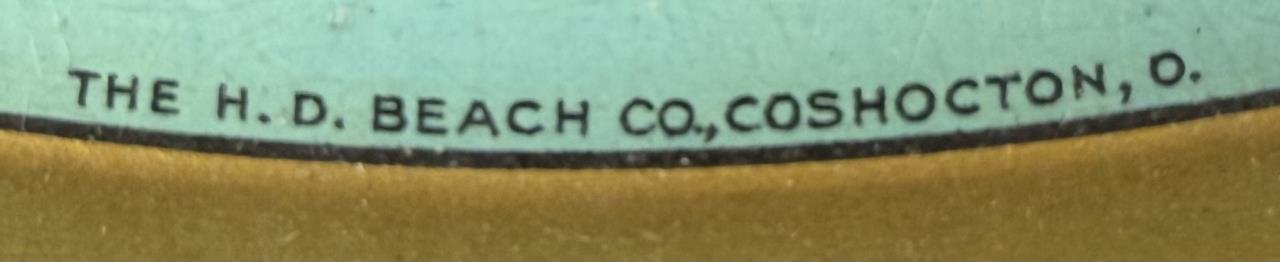 THE H. D. BEACH CO., COSHOCTON, O.